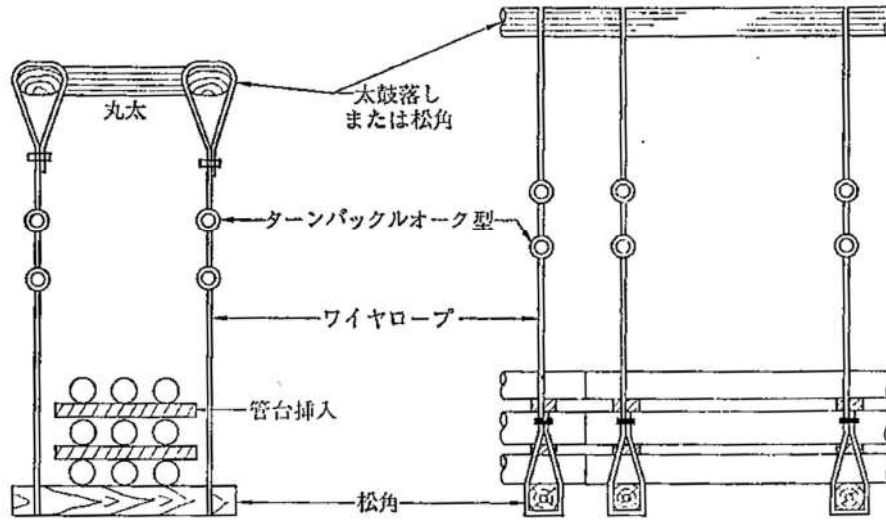 丸太
太鼓落し
または松角
ターンバックルオーク型
ワイヤロープ
管台挿入
松角